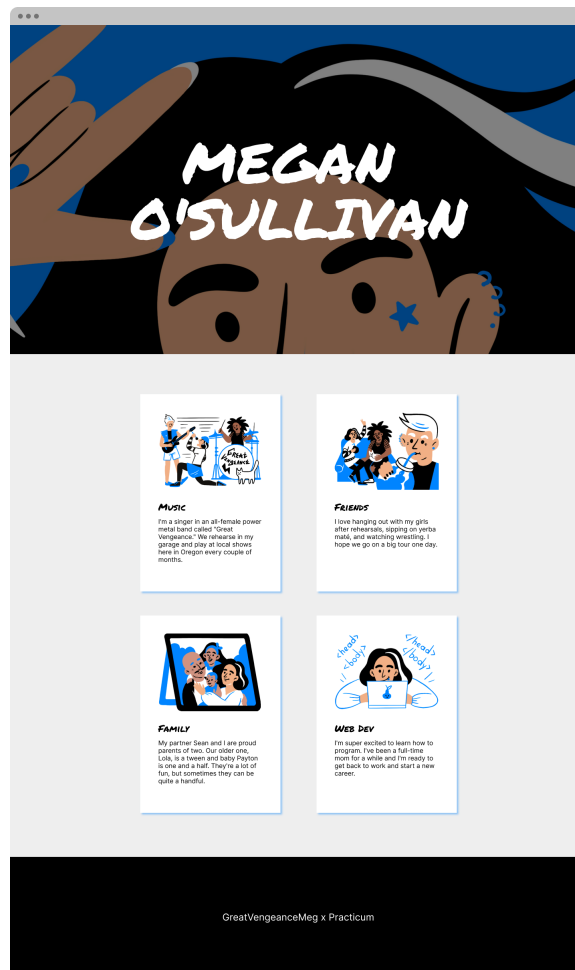 MEGAN
O'SULLIVAN
GREAT
VENGEANCE
Music
I'm a singer in an all-female power
metal band called "Great
Vengeance." We rehearse in my
garage and play at local shows
here in Oregon every couple of
months.
Friends
I love hanging out with my girls
after rehearsals, sipping on yerba
maté, and watching wrestling. I
hope we go on a big tour one day.
Family
My partner Sean and I are proud
parents of two. Our older one,
Lola, is a tween and baby Payton
is one and a half. They're a lot of
fun, but sometimes they can be
quite a handful.
<head>
<body>
</head>
</body>
Web Dev
I'm super excited to learn how to
program. I've been a full-time
mom for a while and I'm ready to
get back to work and start a new
career.
GreatVengeanceMeg x Practicum